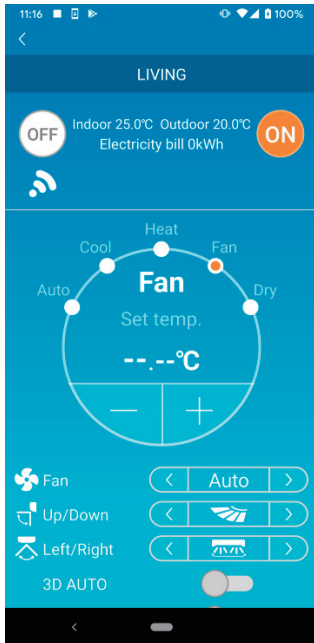 11:16 100%
LIVING
OFF
Indoor 25.0℃ Outdoor 20.0℃
Electricity bill 0kWh
ON
Heat
Cool
Fan
Auto
Dry
Fan
Set temp.
--.--℃
Fan
Auto
Up/Down
Left/Right
3D AUTO